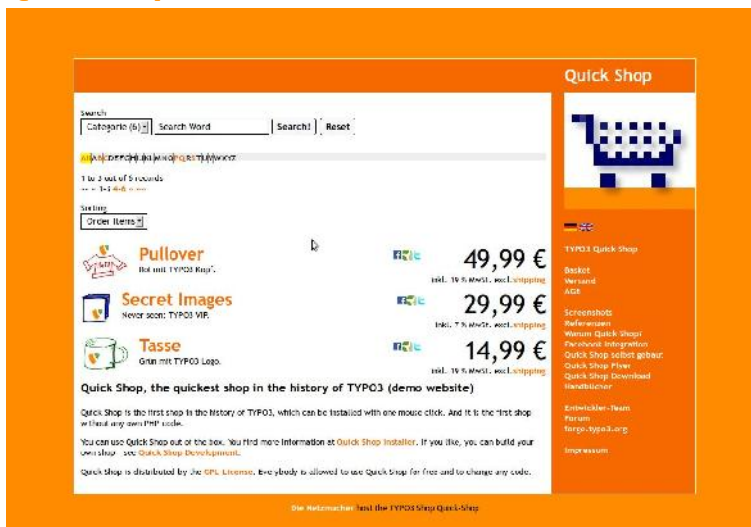 Quick Shop
Search
Categorie (6) Search Word Search! Reset
1 to 3 out of 6 records
1-3 4-6
Sorting
Order Items
Pullover
Rot mit TYPO3 Kopf.
49,99 €
inkl. 19 % MwSt. excl. shipping
Secret Images
Never seen: TYPO3 VIP.
29,99 €
inkl. 7 % MwSt. excl. shipping
Tasse
Grün mit TYPO3 Logo.
14,99 €
inkl. 19 % MwSt. excl. shipping
Quick Shop, the quickest shop in the history of TYPO3 (demo website)
Quick Shop is the first shop in the history of TYPO3, which can be installed with one mouse click. And it is the first shop
without any own PHP code.
You can use Quick Shop out of the box. You find more information at Quick Shop Installer. If you like, you can build your
own shop - see Quick Shop Development.
Quick Shop is distributed by the GPL License. Everybody is allowed to use Quick Shop for free and to change any code.
TYPO3 Quick Shop
Basket
Versand
AGB
Screenshots
Referenzen
Warum Quick Shop?
Facebook Integration
Quick Shop selbst gebaut
Quick Shop Flyer
Quick Shop Download
Handbücher
Entwickler-Team
Forum
forge.typo3.org
Impressum
Die Netzmacher host the TYPO3 Shop Quick-Shop